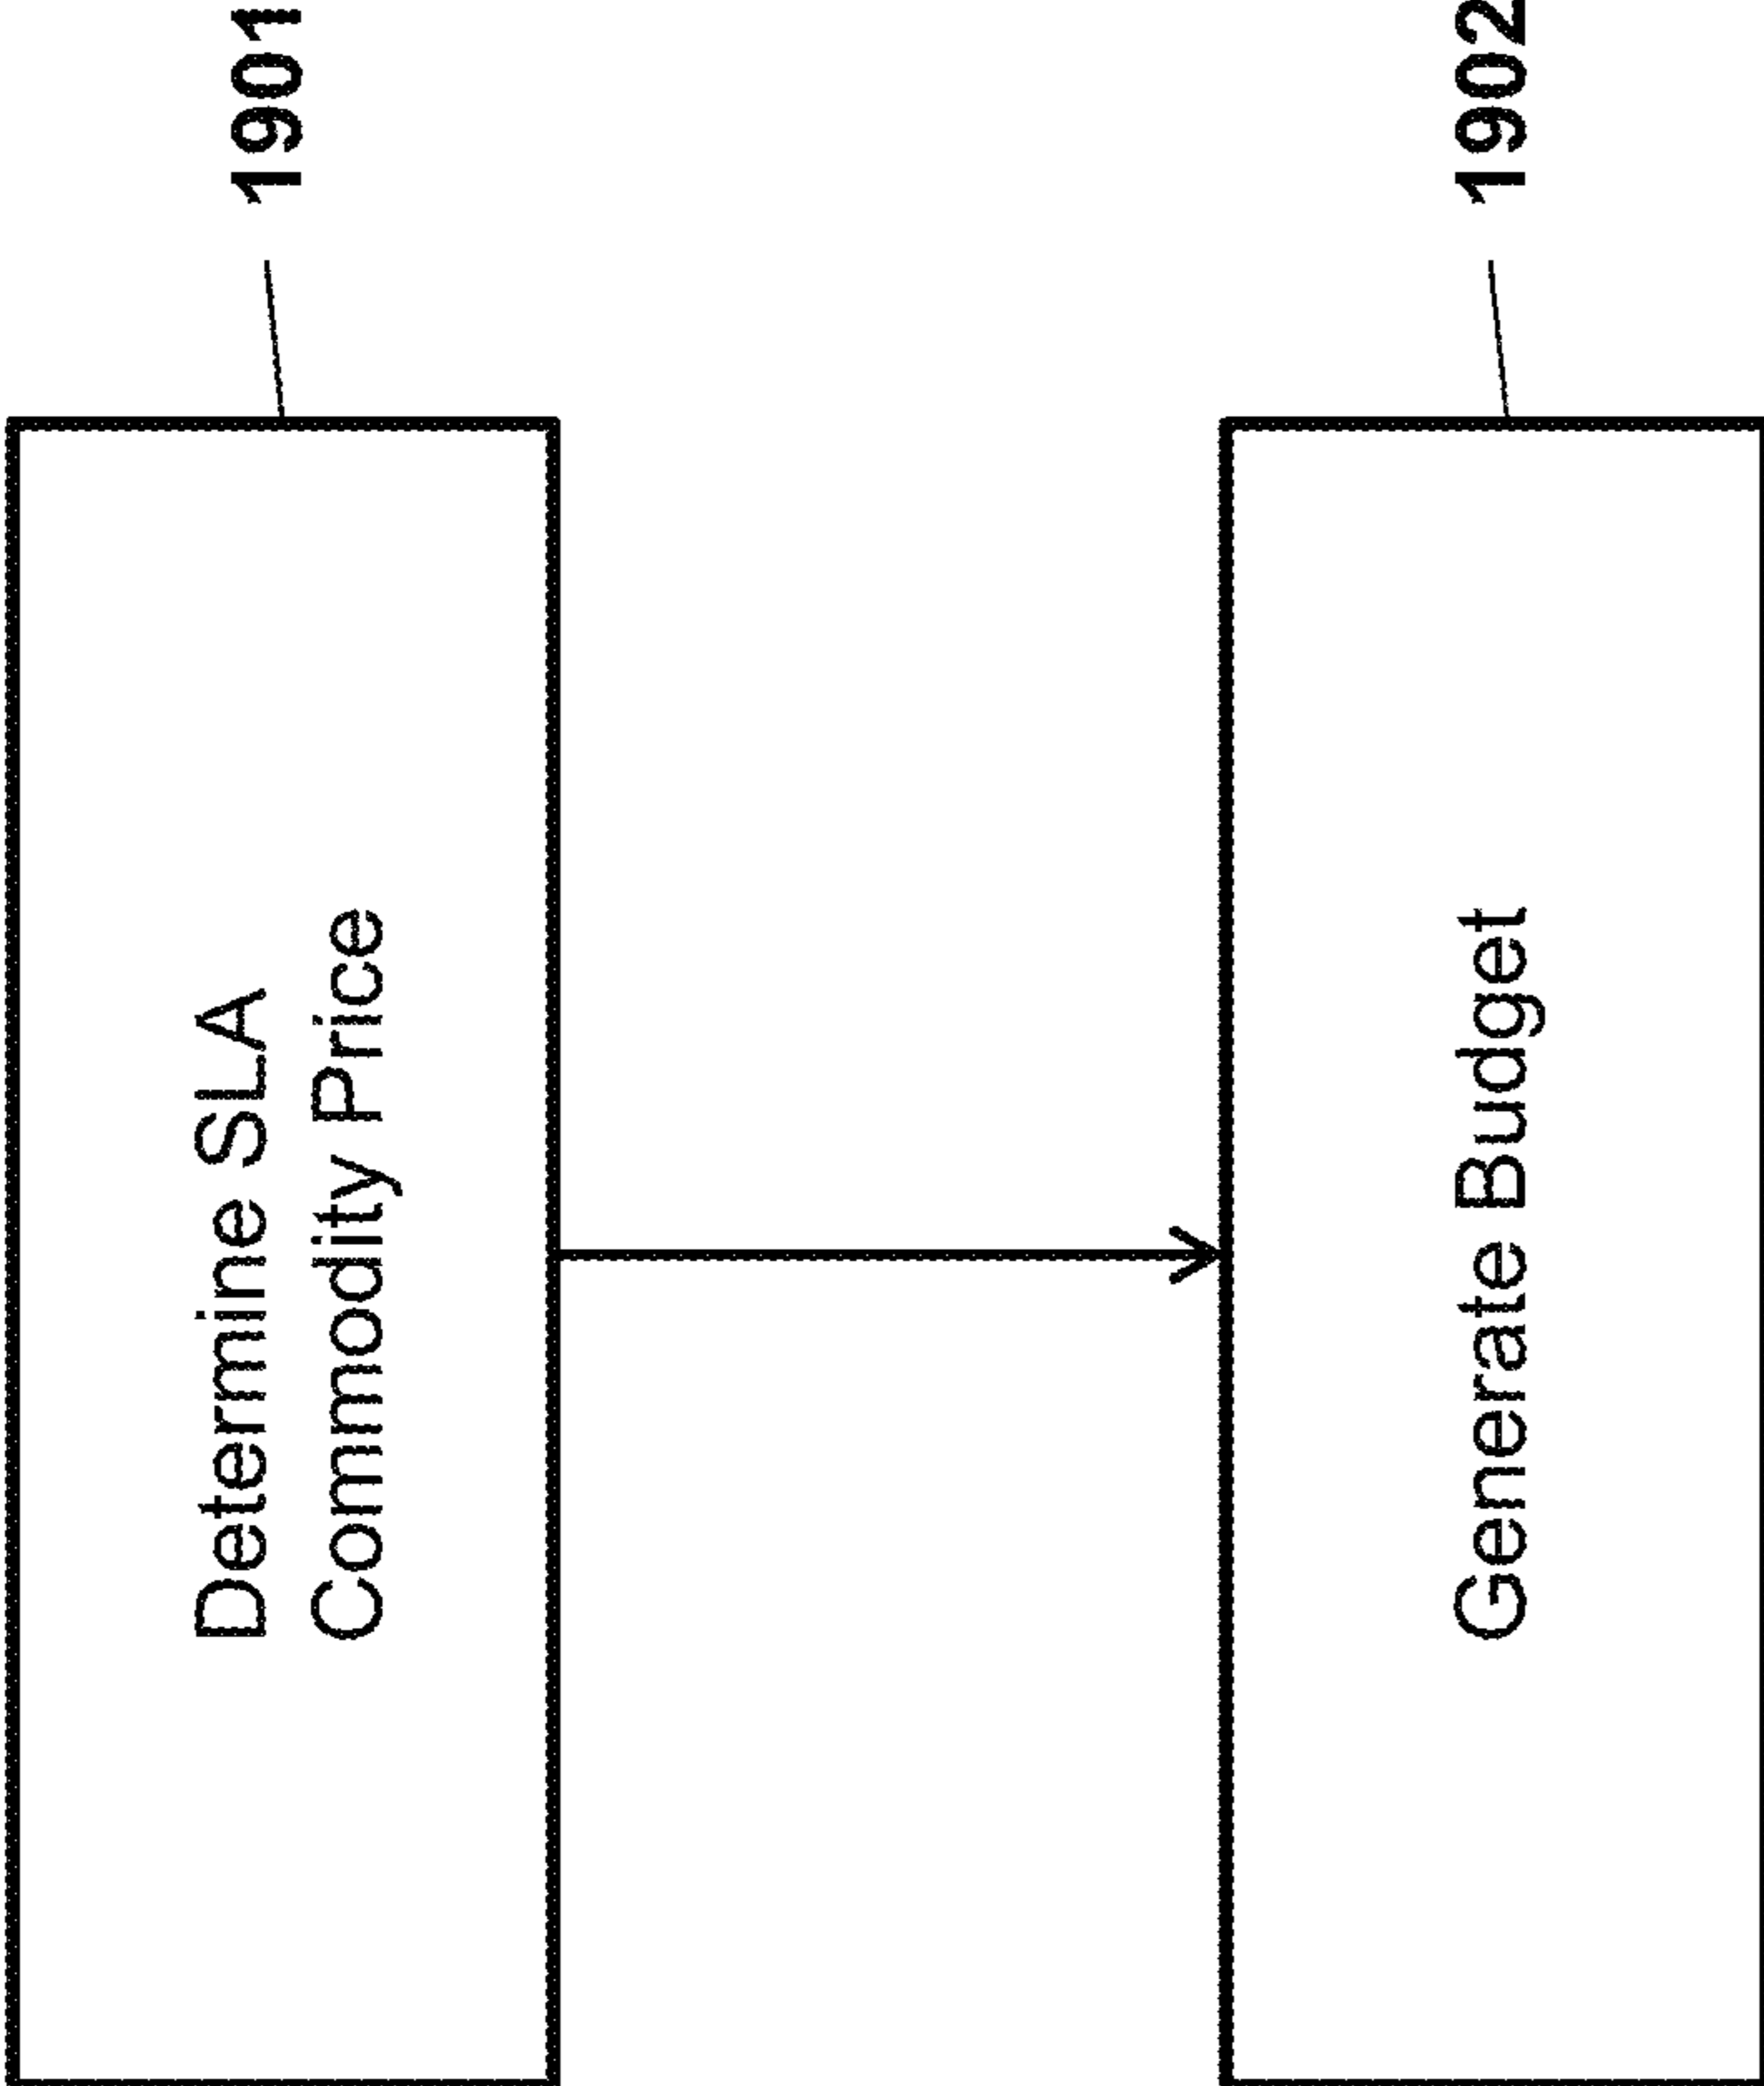 Determine SLA
Commodity Price
1901
Generate Budget
1902